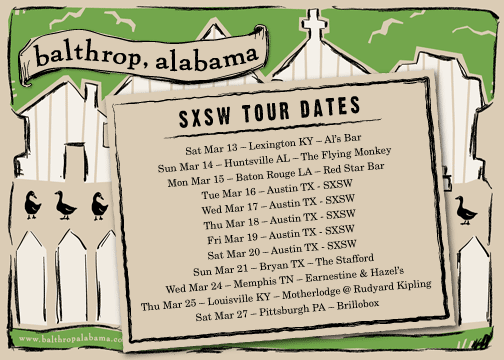 balthrop, alabama
SXSW TOUR DATES
Sat Mar 13 – Lexington KY – Al's Bar
Sun Mar 14 – Huntsville AL – The Flying Monkey
Mon Mar 15 – Baton Rouge LA – Red Star Bar
Tue Mar 16 – Austin TX - SXSW
Wed Mar 17 – Austin TX - SXSW
Thu Mar 18 – Austin TX - SXSW
Fri Mar 19 – Austin TX - SXSW
Sat Mar 20 – Austin TX - SXSW
Sun Mar 21 – Bryan TX – The Stafford
Wed Mar 24 – Memphis TN – Earnestine & Hazel's
Thu Mar 25 – Louisville KY – Motherlodge @ Rudyard Kipling
Sat Mar 27 – Pittsburgh PA – Brillobox
www.balthropalabama.co